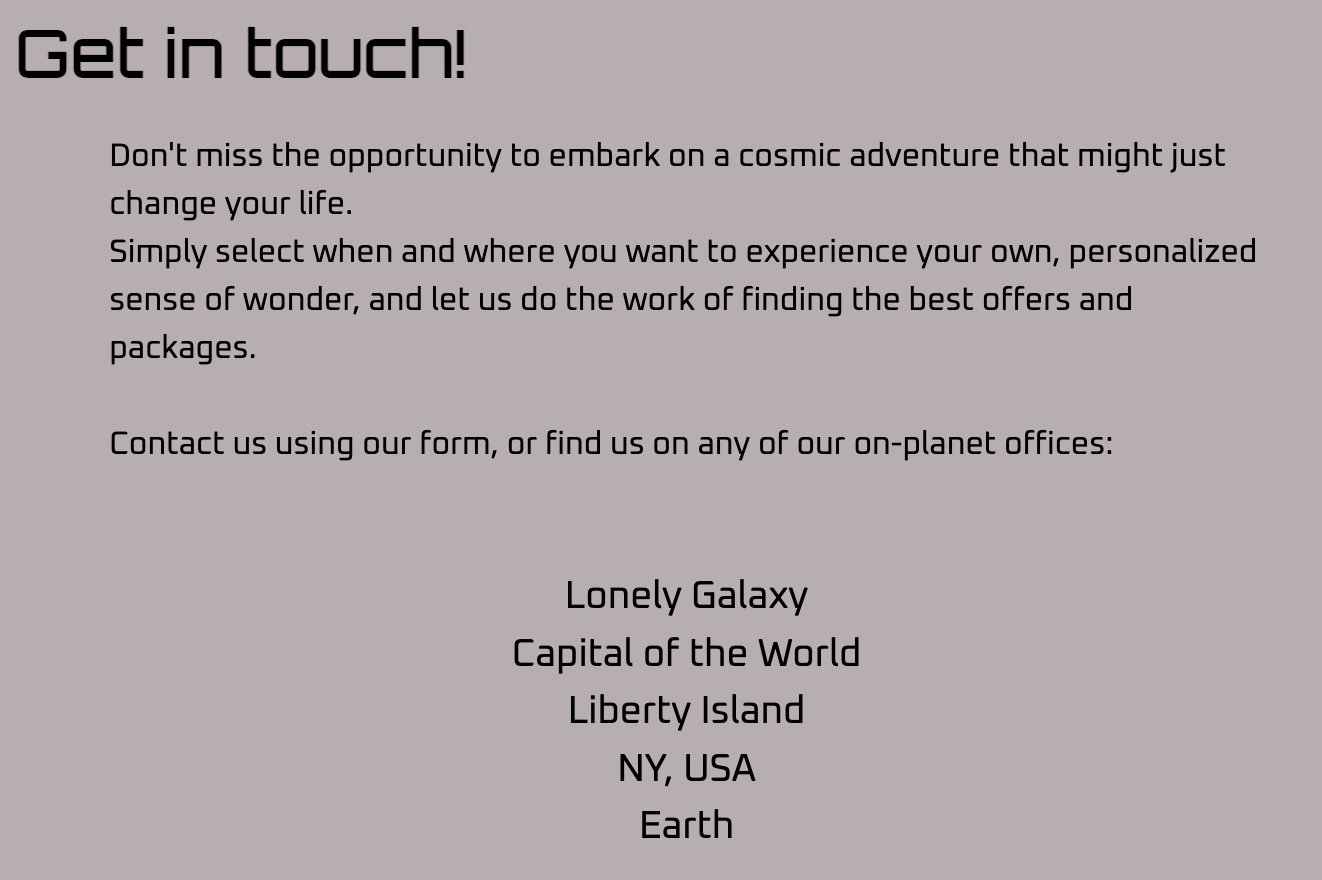 Get in touch!
Don't miss the opportunity to embark on a cosmic adventure that might just
change your life.
Simply select when and where you want to experience your own, personalized
sense of wonder, and let us do the work of finding the best offers and
packages.
Contact us using our form, or find us on any of our on-planet offices:
Lonely Galaxy
Capital of the World
Liberty Island
NY, USA
Earth